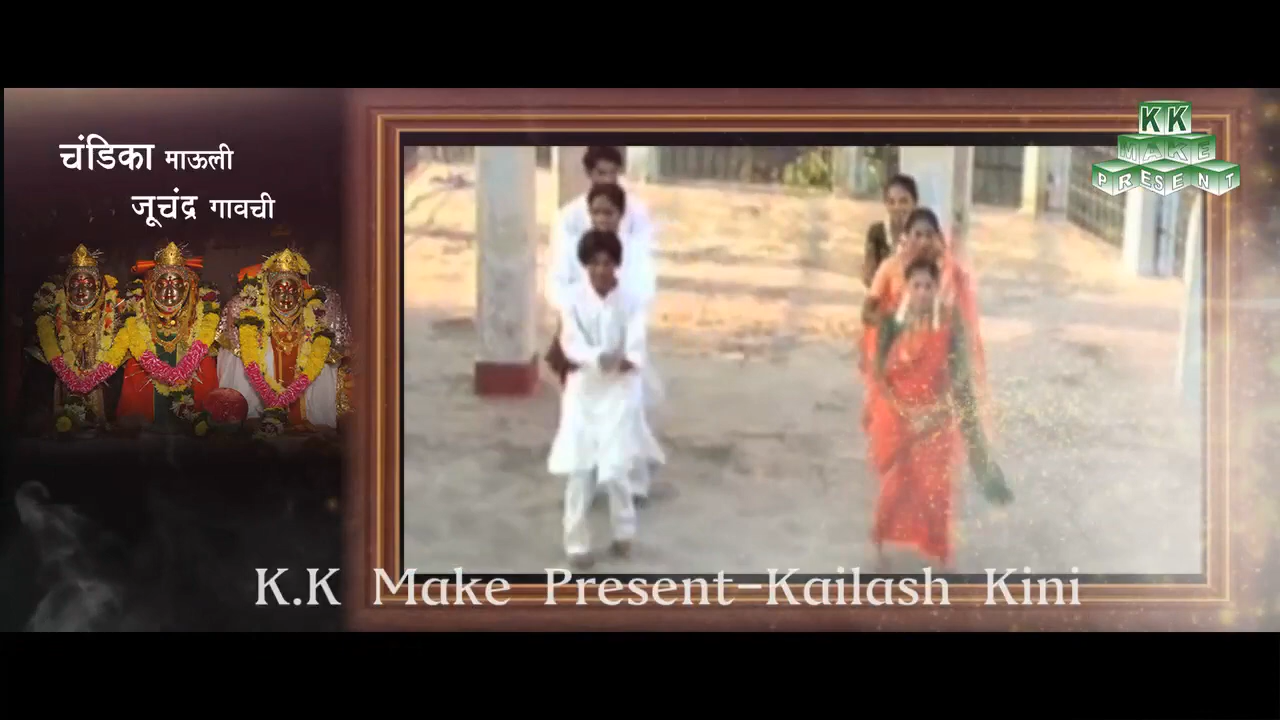 चंडिका माऊली
जूचंद्र गावची
KK
MAKE
PRESENT
K.K Make Present-Kailash Kini